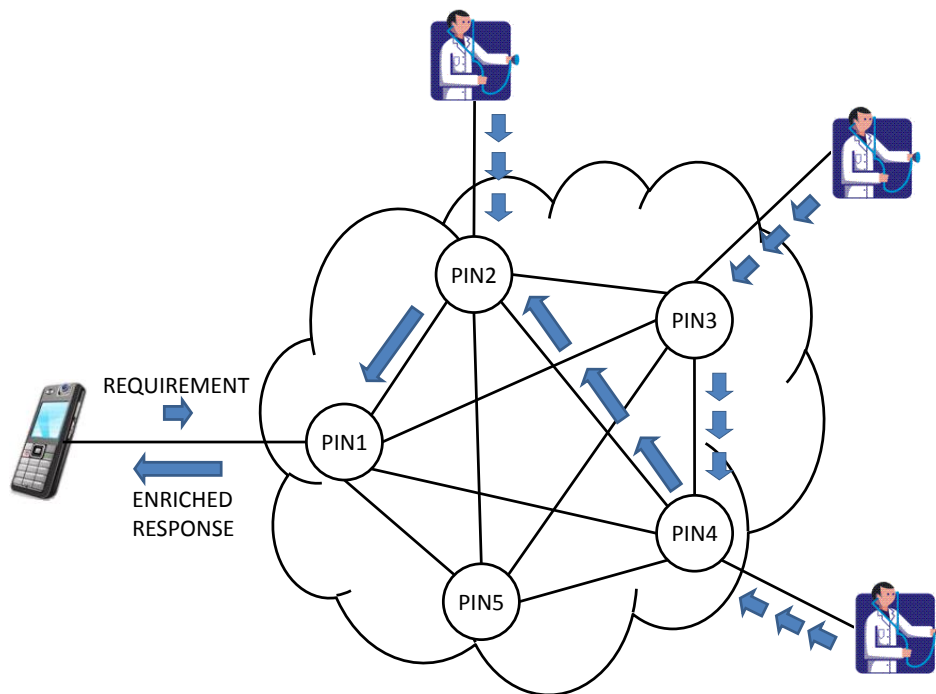 PIN2
PIN3
REQUIREMENT
PIN1
ENRICHED
RESPONSE
PIN4
PIN5